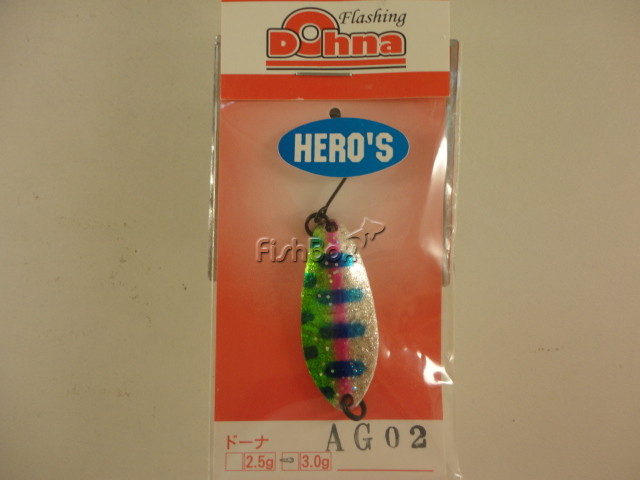 Flashing
Dohna
HERO'S
FishBox
ドーナ AG02
2.5g 3.0g